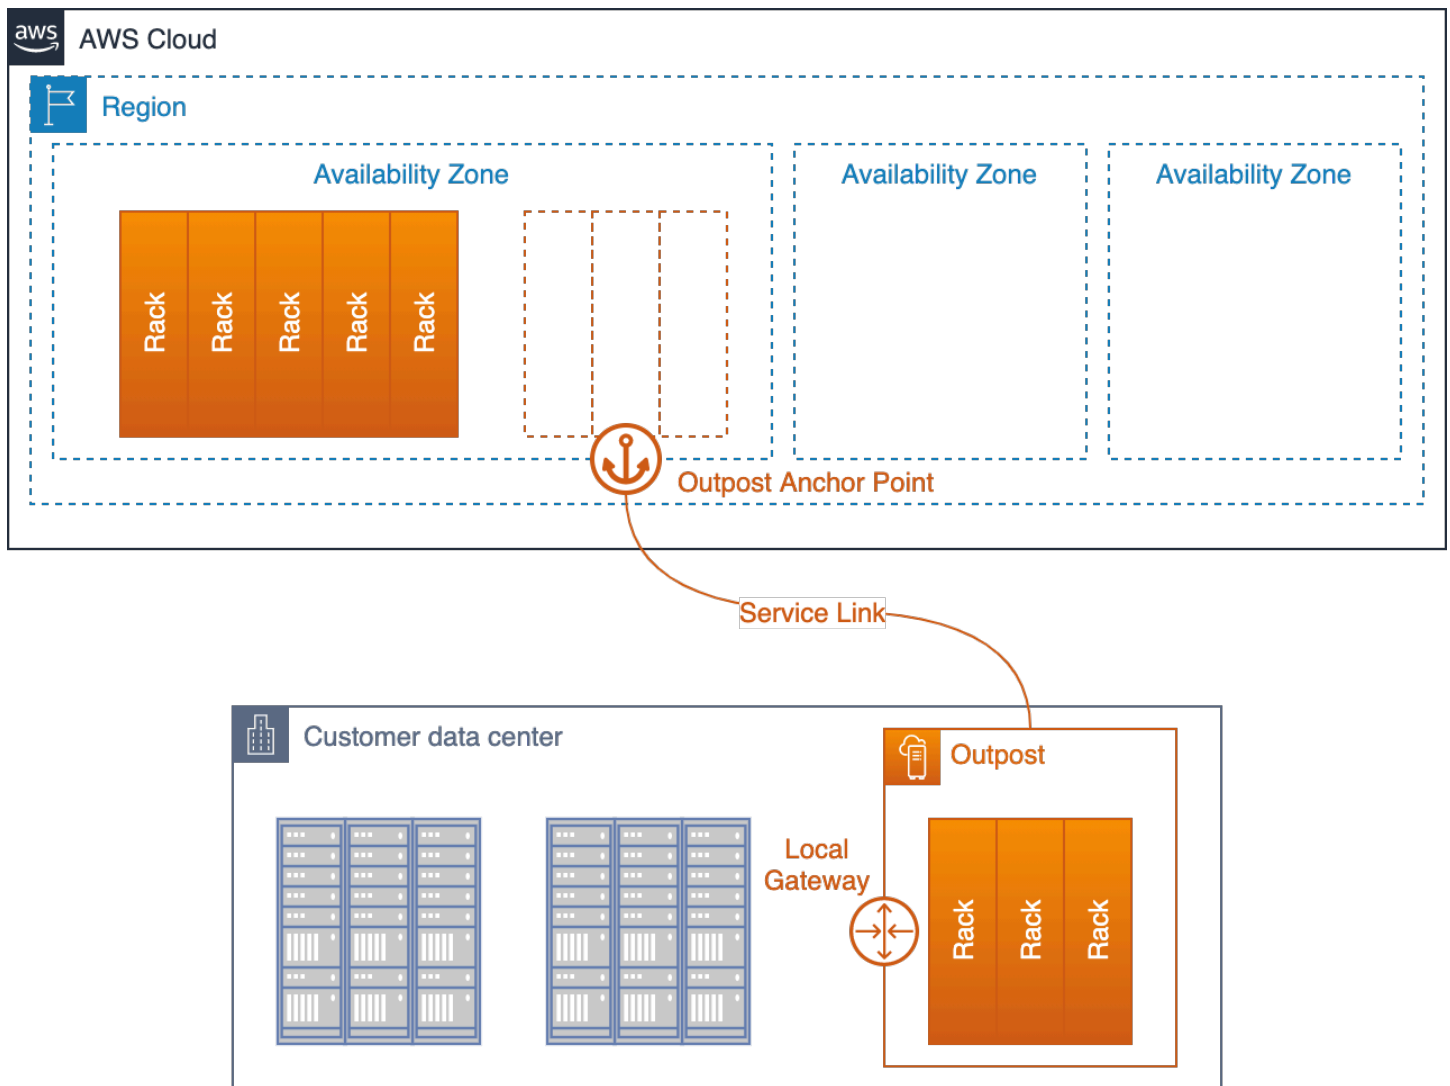 aws
AWS Cloud
Region
Availability Zone
Availability Zone
Availability Zone
Rack
Rack
Rack
Rack
Rack
Outpost Anchor Point
Service Link
Customer data center
Outpost
Local
Gateway
Rack
Rack
Rack